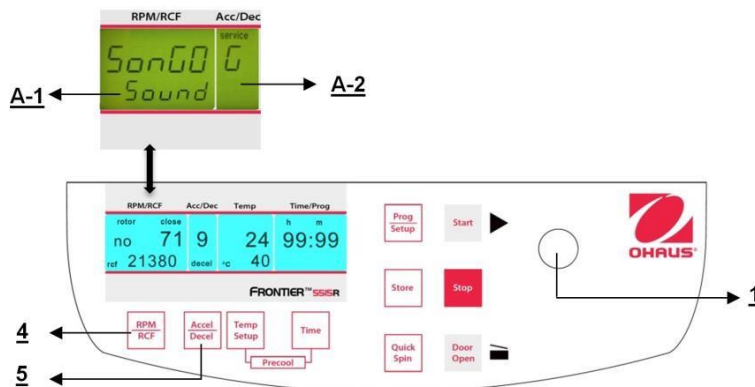 RPM/RCF Acc/Dec
service
SonG0 G
Sound
A-1
A-2
RPM/RCF Acc/Dec Temp Time/Prog
rotor close h m
no 71 9 24 99:99
rcf 21380 decel °C 40
FRONTIER™ 5515R
Prog
Setup
Start
Store
Stop
Quick
Spin
Door
Open
OHAUS®
1
4
RPM
RCF
Accel
Decel
Temp
Setup
Time
Precool
5